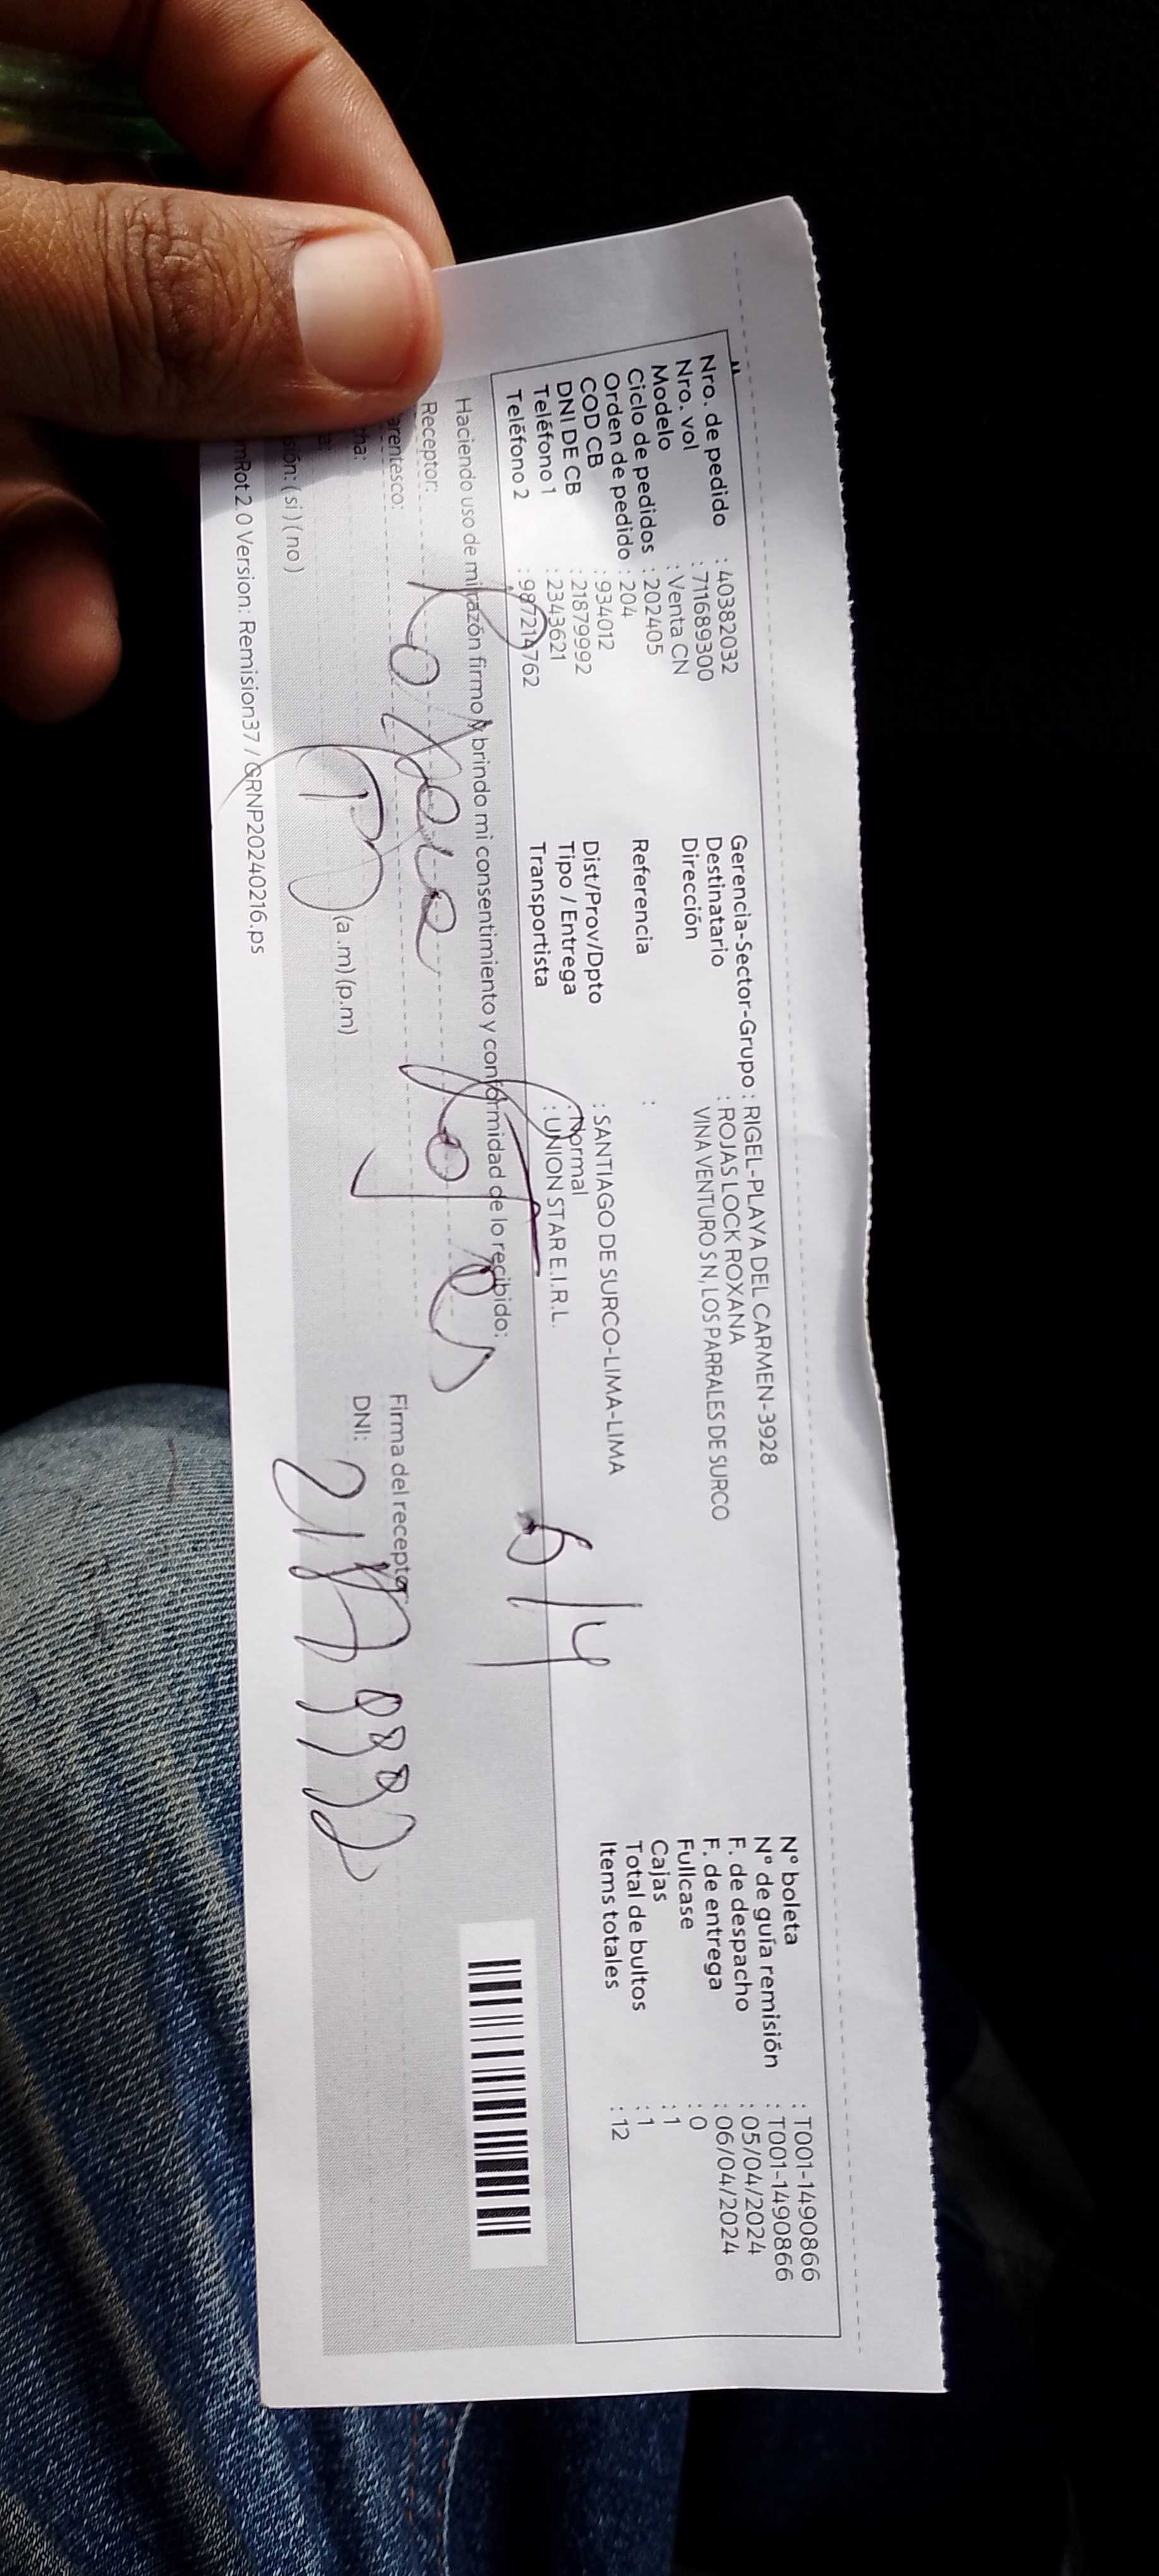 Nro. de pedido : 40382032
Nro. vol : 711689300
Modelo : Venta CN
Ciclo de pedidos : 202405
Orden de pedido : 204
COD CB : 934012
DNI DE CB : 21879992
Teléfono 1 : 2343621
Teléfono 2 : 987214762
Gerencia-Sector-Grupo : RIGEL-PLAYA DEL CARMEN-3928
Destinatario : ROJAS LOCK ROXANA
Dirección VINA VENTURO S N, LOS PARRALES DE SURCO
Referencia :
Dist/Prov/Dpto : SANTIAGO DE SURCO-LIMA-LIMA
Tipo / Entrega : Normal
Transportista : UNION STAR E.I.R.L.
N° boleta : T001-1490866
N° de guía remisión : T001-1490866
F. de despacho : 05/04/2024
F. de entrega : 06/04/2024
Fullcase : 0
Cajas : 1
Total de bultos : 1
Items totales : 12
6/4
Haciendo uso de mi razón firmo y brindo mi consentimiento y conformidad de lo recibido:
Receptor: Rojas
arentesco:
cha: (a .m) (p.m)
sión: ( si ) ( no )
Firma del receptor
DNI: 21879992
mRot 2.0 Version: Remision37 / GRNP20240216.ps